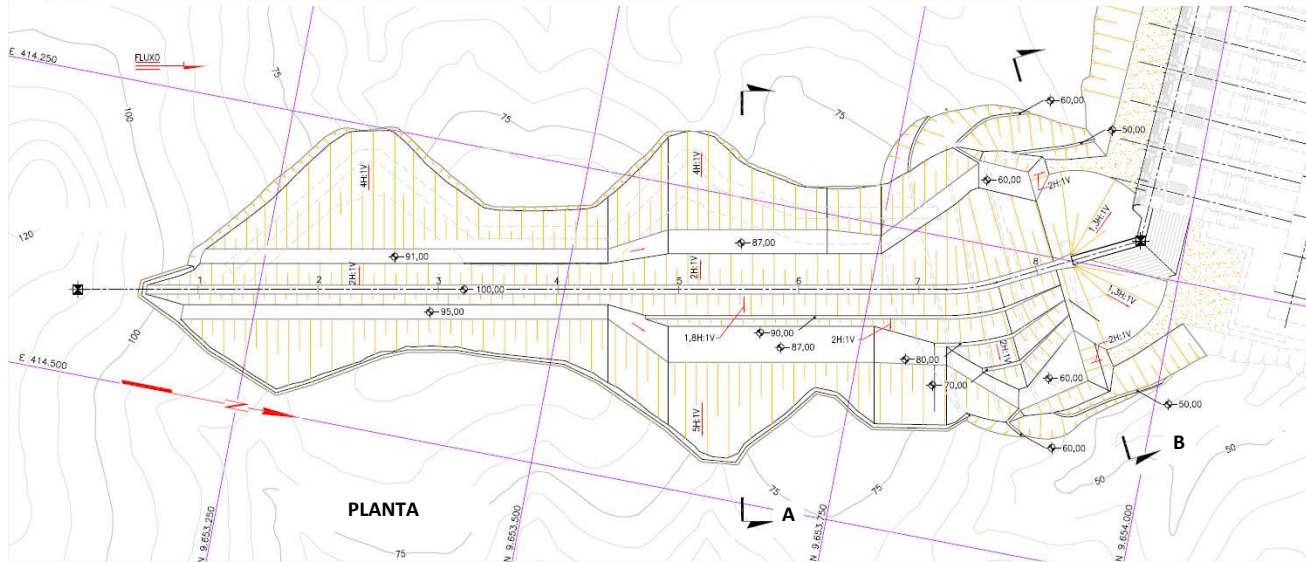 E 414.250
FLUXO
75
75
75
100
60,00
50,00
4H:1V
4H:1V
60,00
2H:1V
1,3H:1V
120
91,00
87,00
2H:1V
2H:1V
1
2
3
4
5
6
7
8
100,00
95,00
1,8H:1V
90,00
87,00
2H:1V
1,3H:1V
2H:1V
2H:1V
80,00
70,00
60,00
50,00
60,00
100
E 414.500
N
B
50
50
75
75
A
PLANTA
75
N 9.653.250
N 9.653.500
N 9.653.750
N 9.654.000
5H:1V